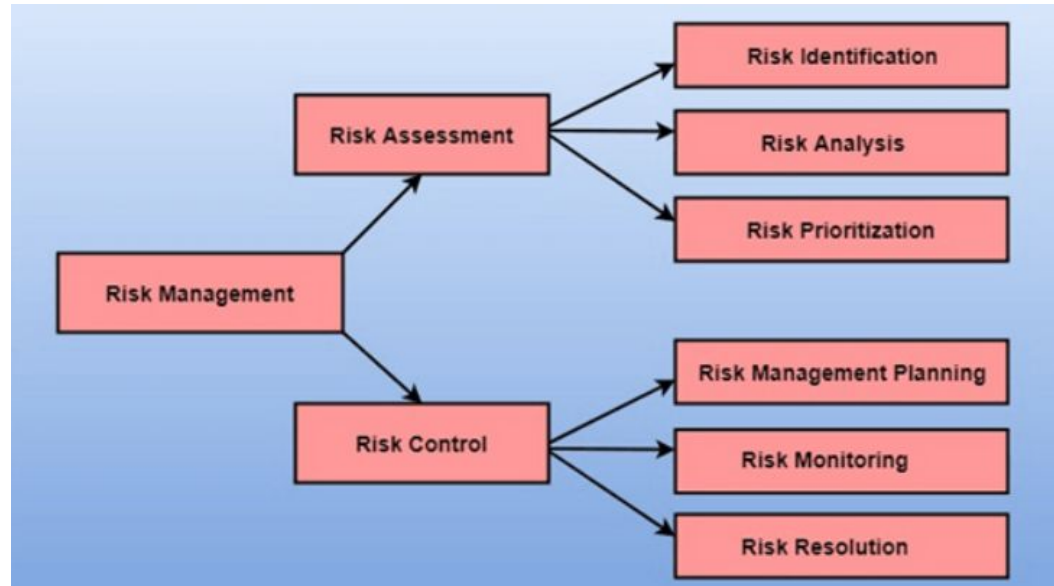 Risk Identification
Risk Assessment
Risk Analysis
Risk Prioritization
Risk Management
Risk Management Planning
Risk Control
Risk Monitoring
Risk Resolution